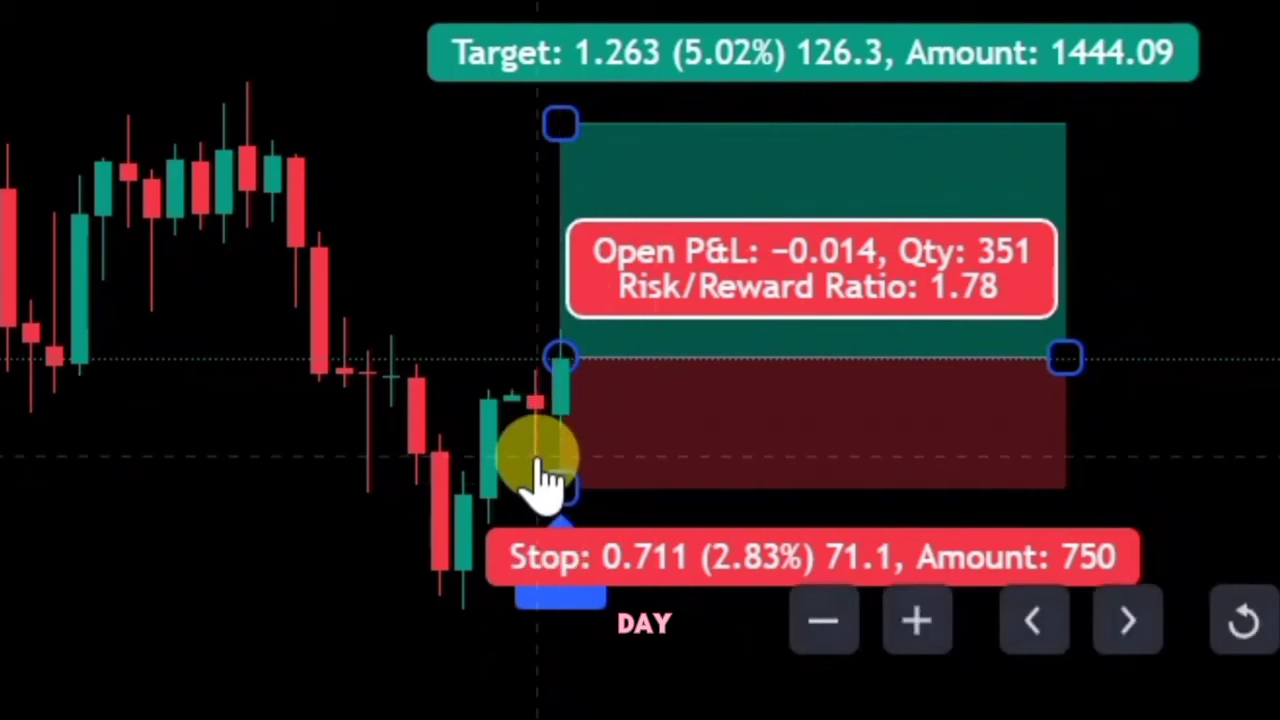 Target: 1.263 (5.02%) 126.3, Amount: 1444.09
Open P&L: −0.014, Qty: 351
Risk/Reward Ratio: 1.78
Stop: 0.711 (2.83%) 71.1, Amount: 750
DAY